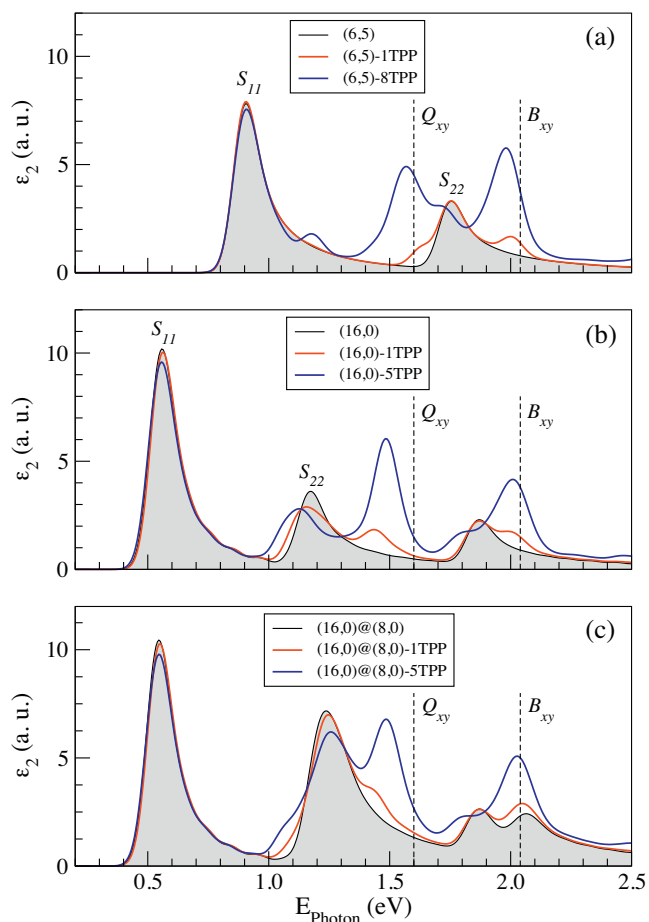 (a)
(6,5)
(6,5)-1TPP
(6,5)-8TPP
S11
Qxy
Bxy
S22
ε2 (a. u.)
10
5
0
(b)
(16,0)
(16,0)-1TPP
(16,0)-5TPP
S11
Qxy
Bxy
S22
ε2 (a. u.)
10
5
0
(c)
(16,0)@(8,0)
(16,0)@(8,0)-1TPP
(16,0)@(8,0)-5TPP
Qxy
Bxy
ε2 (a. u.)
10
5
0
0.5 1.0 1.5 2.0 2.5
EPhoton (eV)